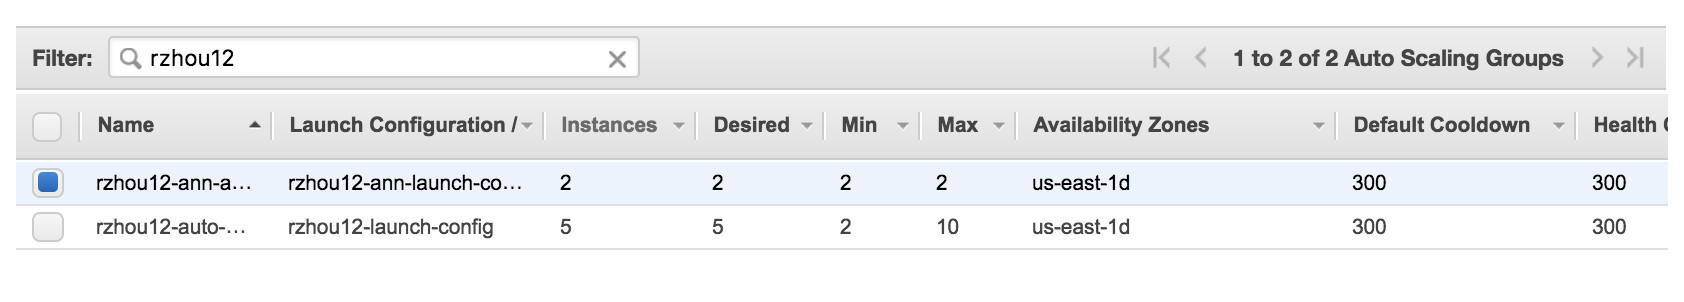 Filter: rzhou12 1 to 2 of 2 Auto Scaling Groups
Name Launch Configuration / Instances Desired Min Max Availability Zones Default Cooldown Health
rzhou12-ann-a... rzhou12-ann-launch-co... 2 2 2 2 us-east-1d 300 300
rzhou12-auto-... rzhou12-launch-config 5 5 2 10 us-east-1d 300 300